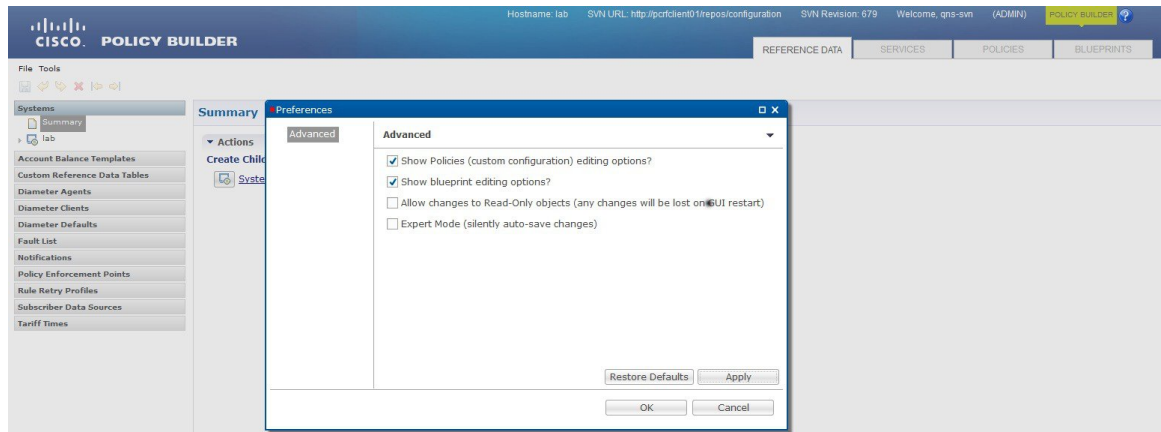 Hostname: lab SVN URL: http://pcrfclient01/repos/configuration SVN Revision: 679 Welcome, qns-svn (ADMIN) POLICY BUILDER ?
CISCO. POLICY BUILDER
REFERENCE DATA SERVICES POLICIES BLUEPRINTS
File Tools
Systems
Summary
lab
Account Balance Templates
Custom Reference Data Tables
Diameter Agents
Diameter Clients
Diameter Defaults
Fault List
Notifications
Policy Enforcement Points
Rule Retry Profiles
Subscriber Data Sources
Tariff Times
Summary
Actions
Create Child
Syste
Preferences
Advanced
Advanced
Show Policies (custom configuration) editing options?
Show blueprint editing options?
Allow changes to Read-Only objects (any changes will be lost on GUI restart)
Expert Mode (silently auto-save changes)
Restore Defaults Apply
OK Cancel